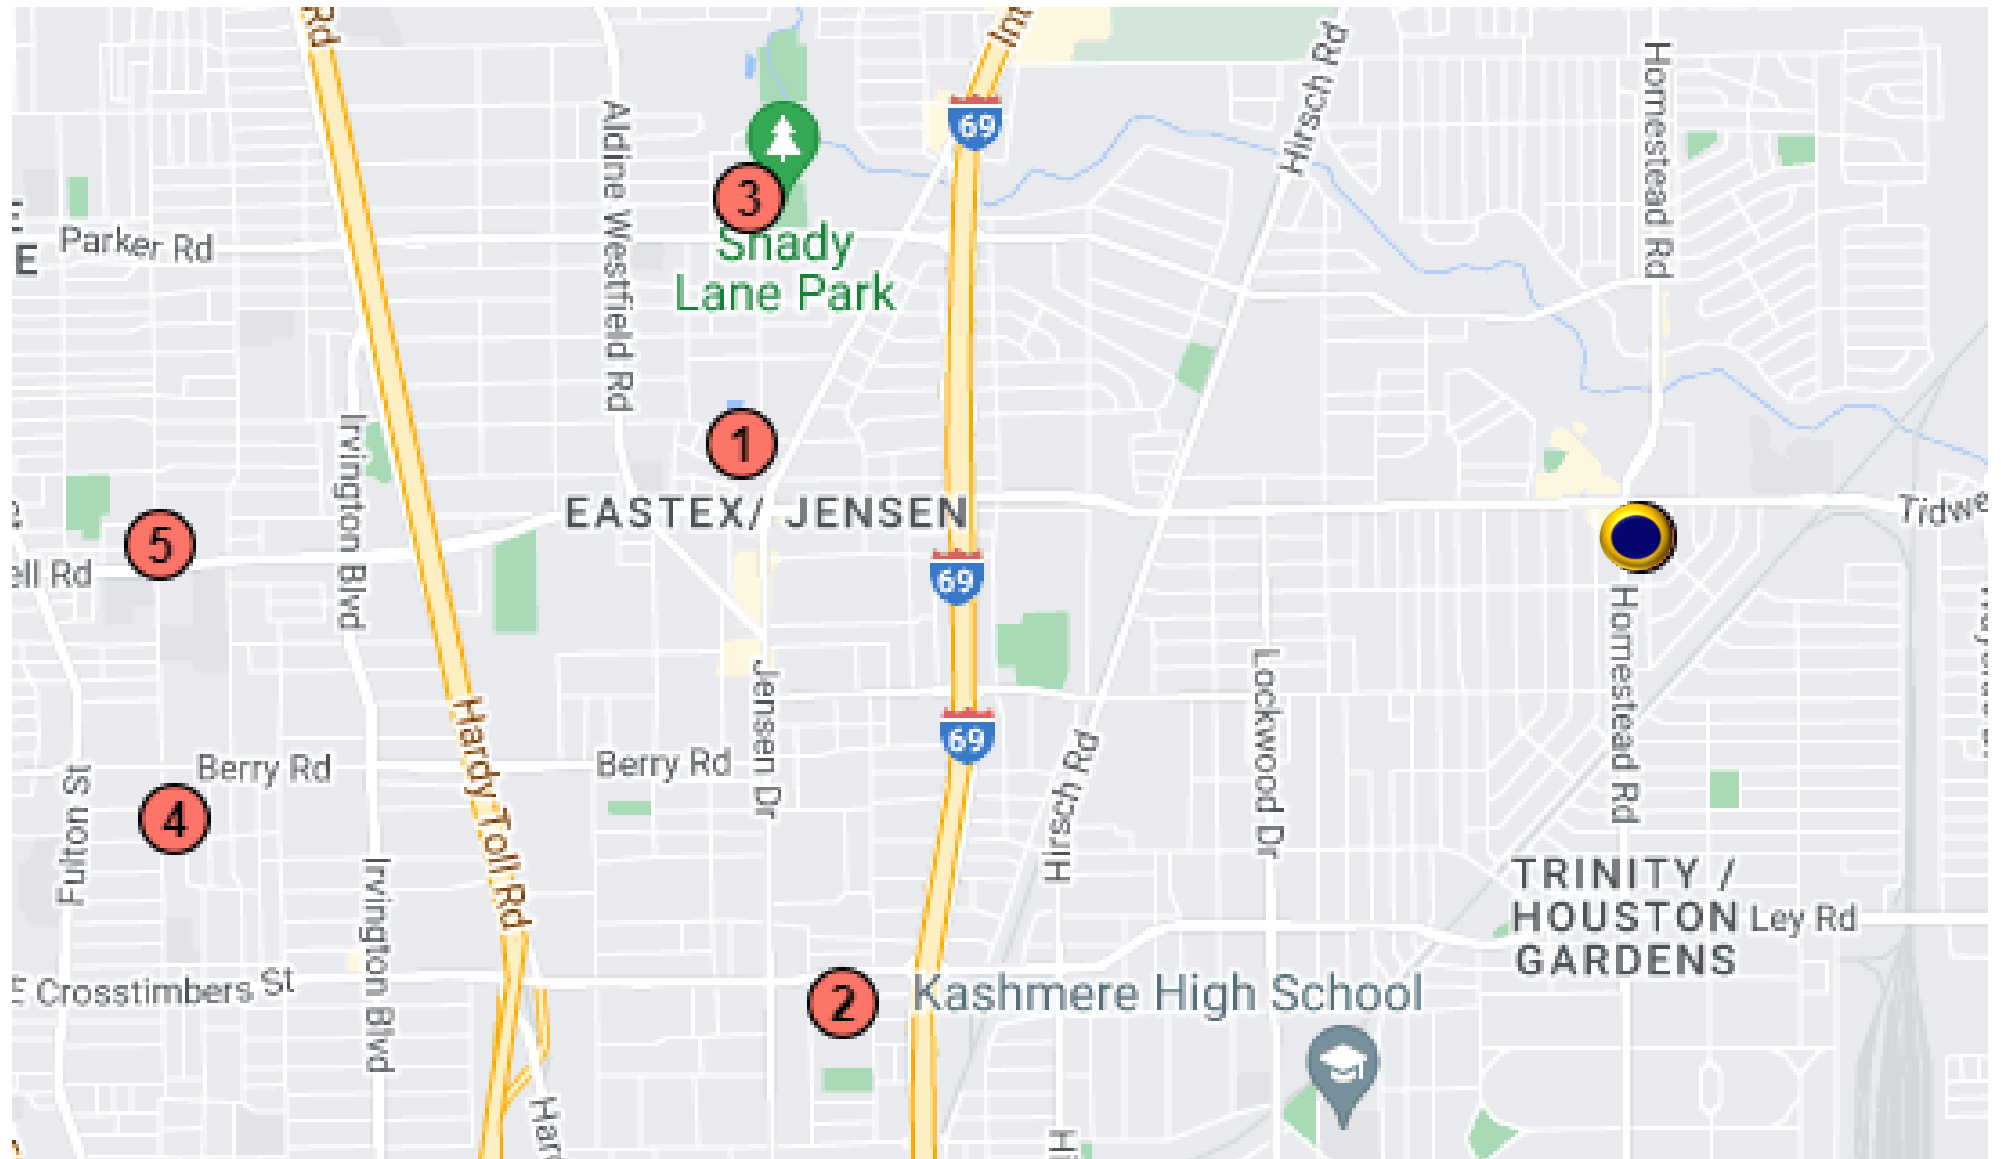 Rd
Im
69
Hirsch Rd
Homestead Rd
Aldine Westfield Rd
3
Parker Rd
E
Shady
Lane Park
1
Irvington Blvd
EASTEX/ JENSEN
Tidwe
5
ell Rd
69
Homestead Rd
Jensen Dr
Lockwood Dr
Hardy Toll Rd
69
Berry Rd
Berry Rd
Hirsch Rd
Fulton St
4
TRINITY /
HOUSTON
GARDENS
Ley Rd
Irvington Blvd
E Crosstimbers St
2
Kashmere High School
Hard
Hi